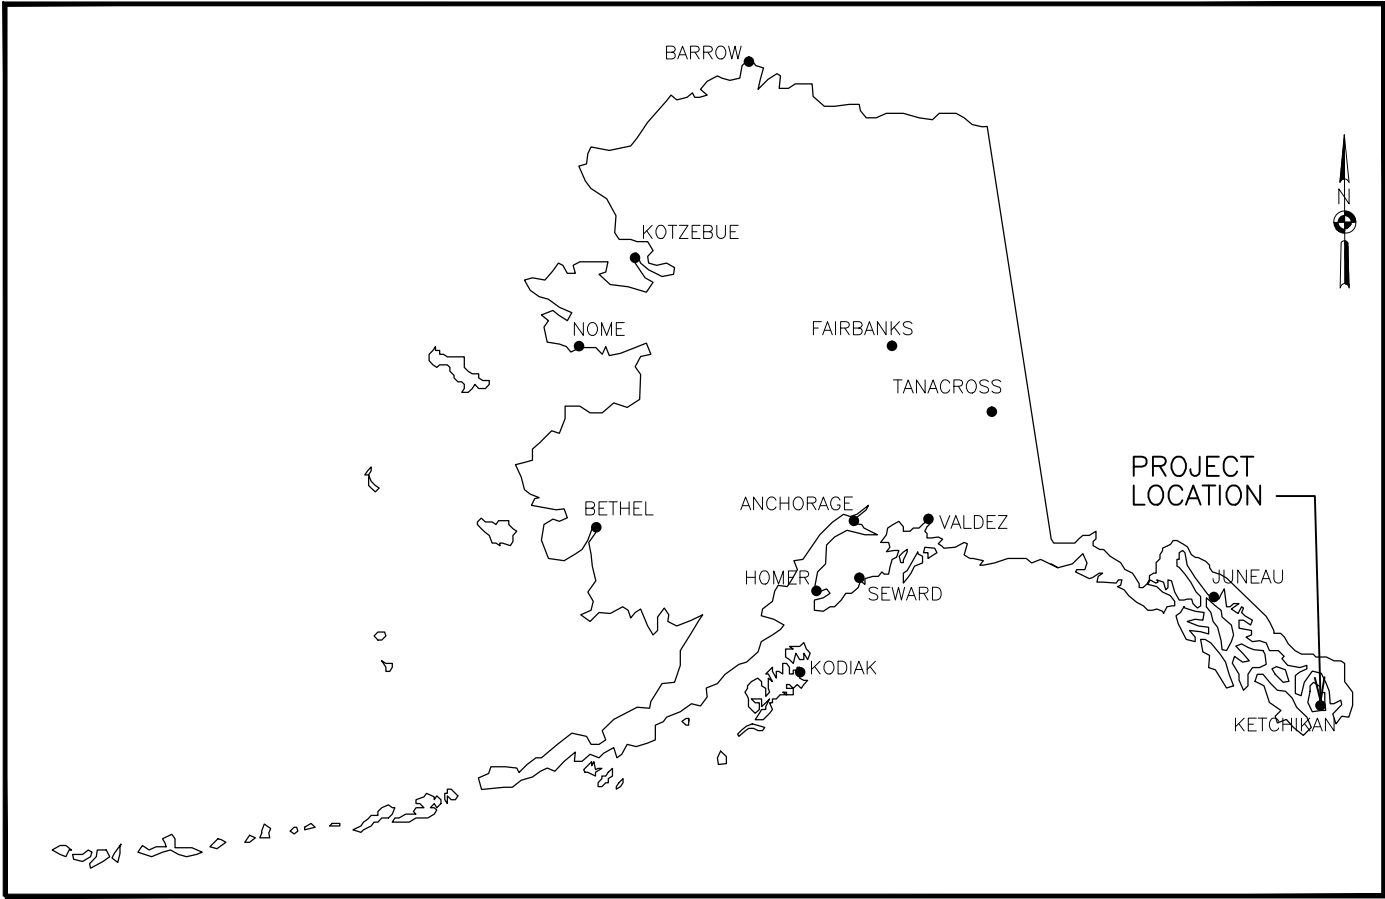 BARROW
N
KOTZEBUE
NOME
FAIRBANKS
TANACROSS
PROJECT
LOCATION
ANCHORAGE
BETHEL
VALDEZ
HOMER
JUNEAU
SEWARD
KODIAK
KETCHIKAN